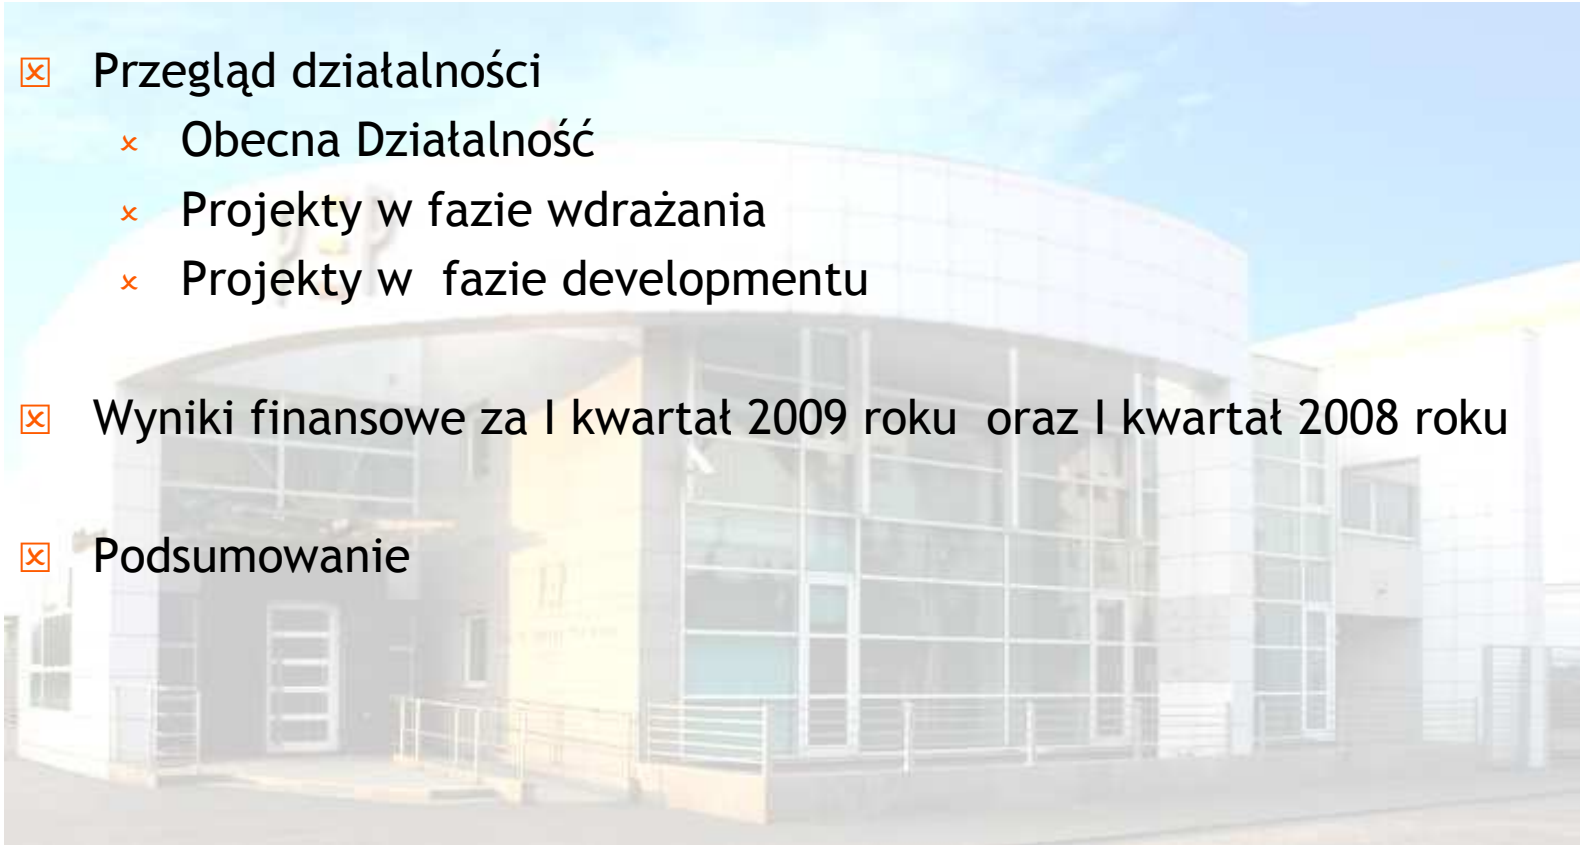 Przegląd działalności
Obecna Działalność
Projekty w fazie wdrażania
Projekty w fazie developmentu
Wyniki finansowe za I kwartał 2009 roku oraz I kwartał 2008 roku
Podsumowanie